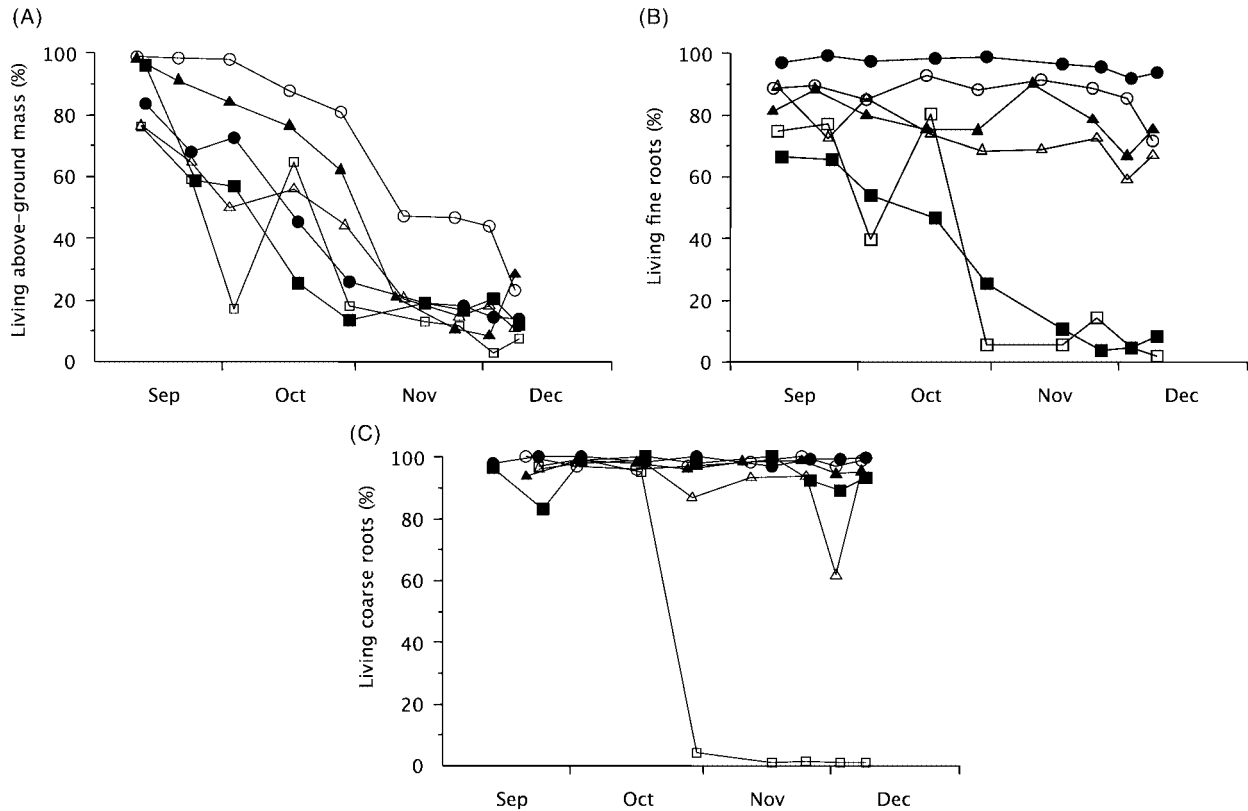 (A)
Living above-ground mass (%)
100
80
60
40
20
0
Sep Oct Nov Dec
(B)
Living fine roots (%)
100
80
60
40
20
0
Sep Oct Nov Dec
(C)
Living coarse roots (%)
100
80
60
40
20
0
Sep Oct Nov Dec